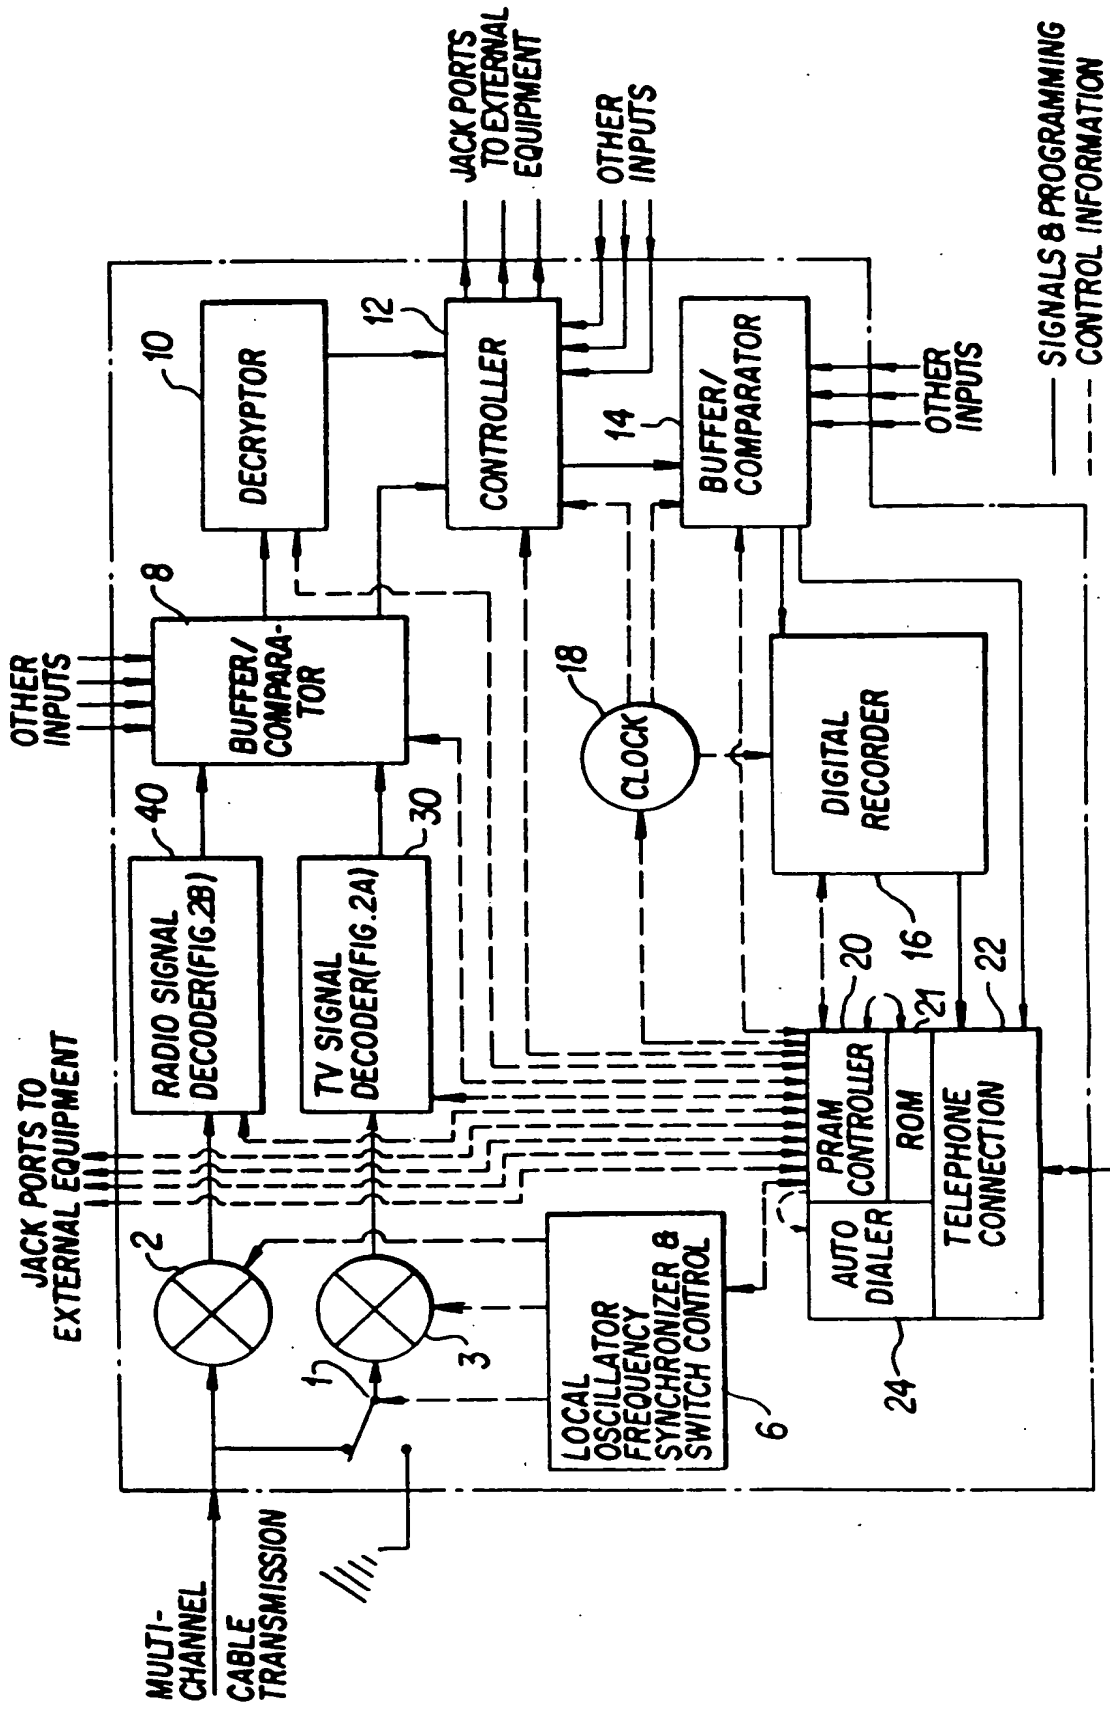 MULTI-
CHANNEL
CABLE
TRANSMISSION
JACK PORTS TO
EXTERNAL EQUIPMENT
OTHER
INPUTS
2
1
3
RADIO SIGNAL
DECODER(FIG.2B)
40
TV SIGNAL
DECODER(FIG.2A)
30
BUFFER/
COMPARA-
TOR
8
DECRYPTOR
10
CONTROLLER
12
JACK PORTS
TO EXTERNAL
EQUIPMENT
OTHER
INPUTS
LOCAL
OSCILLATOR
FREQUENCY
SYNCHRONIZER &
SWITCH CONTROL
6
CLOCK
18
BUFFER/
COMPARATOR
14
OTHER
INPUTS
DIGITAL
RECORDER
16
PRAM
CONTROLLER
20
ROM
21
AUTO
DIALER
24
TELEPHONE
CONNECTION
22
SIGNALS & PROGRAMMING
CONTROL INFORMATION